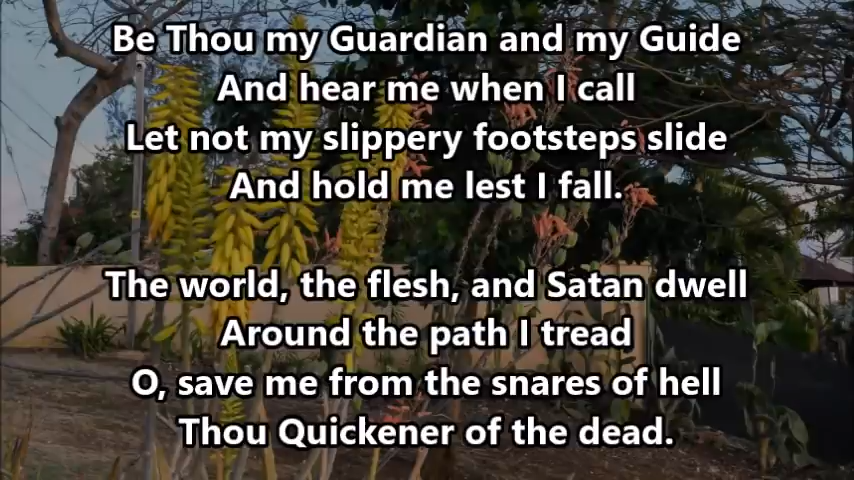 Be Thou my Guardian and my Guide
And hear me when I call
Let not my slippery footsteps slide
And hold me lest I fall.
The world, the flesh, and Satan dwell
Around the path I tread
O, save me from the snares of hell
Thou Quickener of the dead.